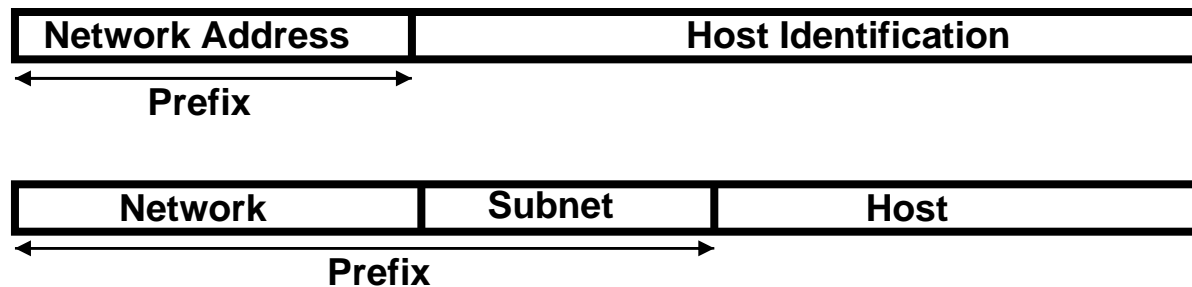 Network Address Host Identification
Prefix
Network Subnet Host
Prefix